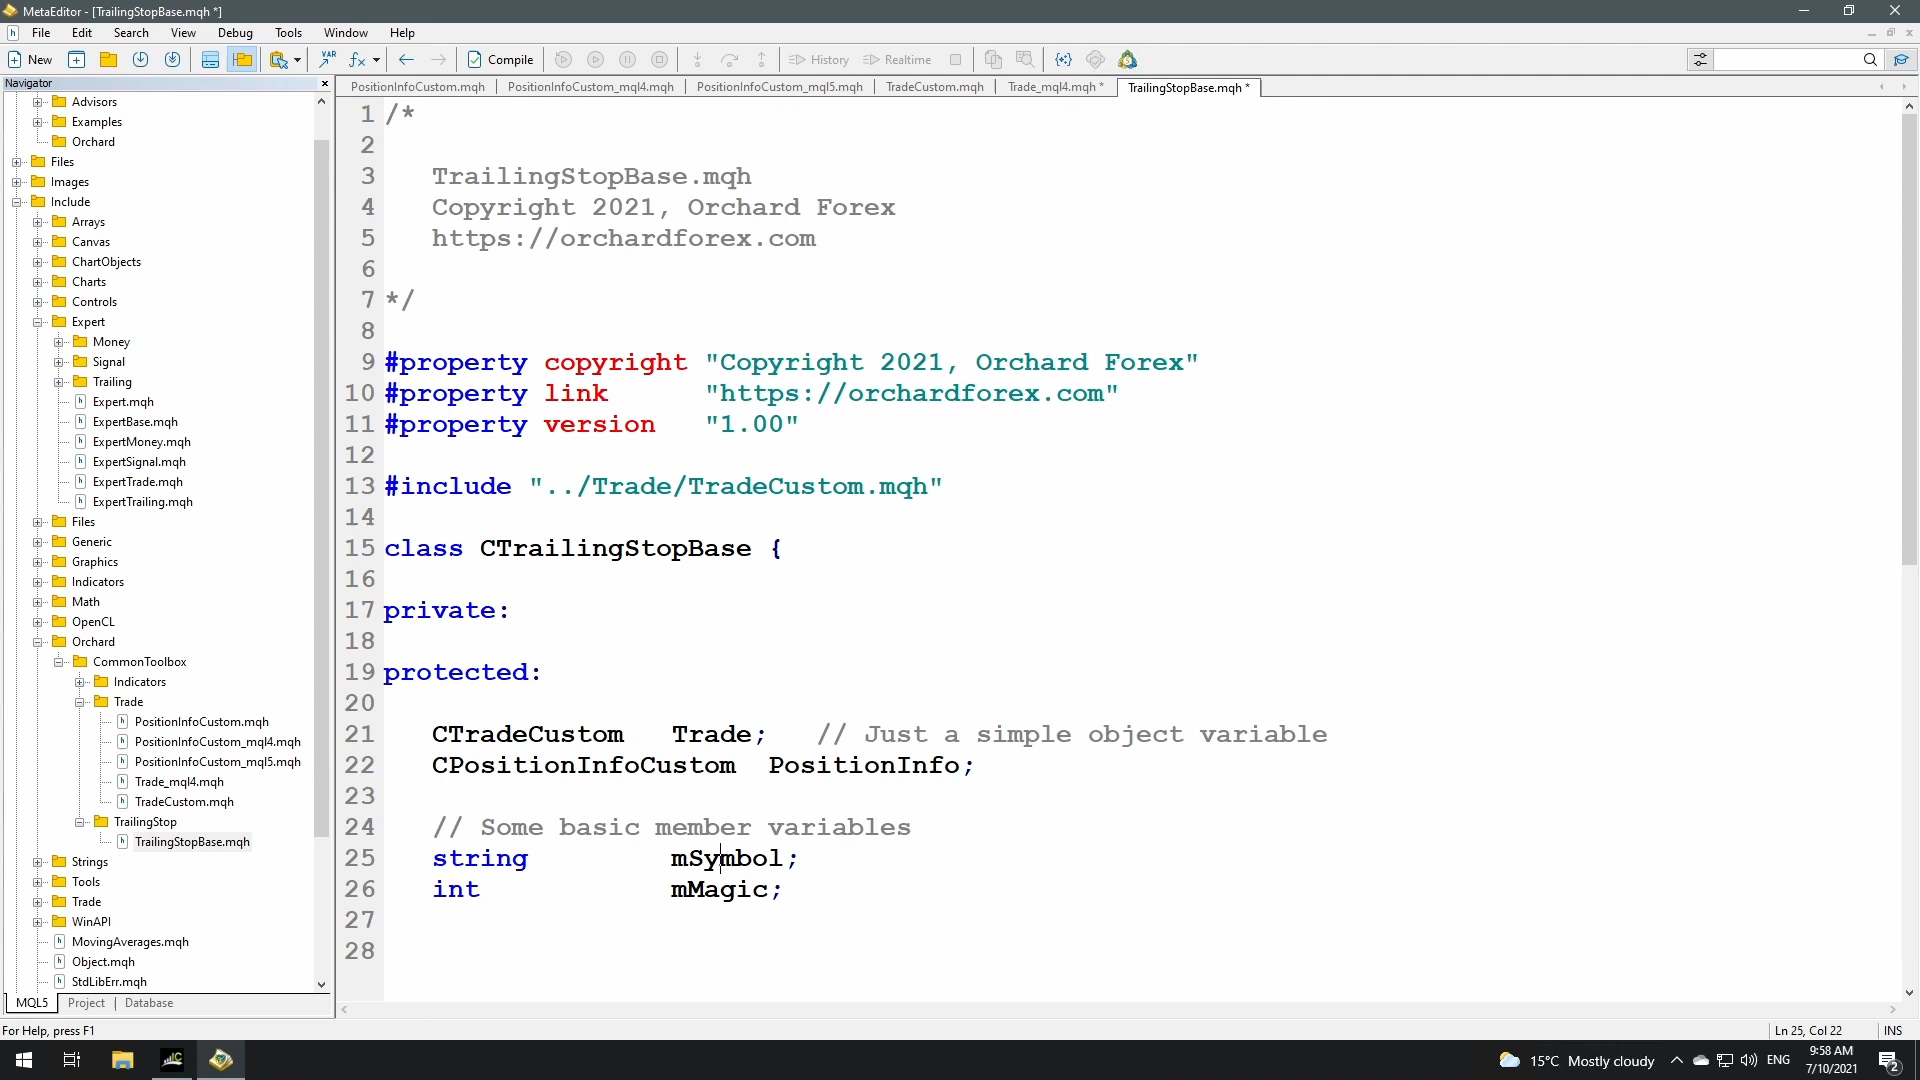 MetaEditor - [TrailingStopBase.mqh *]
File Edit Search View Debug Tools Window Help
New Compile History Realtime
Navigator
PositionInfoCustom.mqh PositionInfoCustom_mql4.mqh PositionInfoCustom_mql5.mqh TradeCustom.mqh Trade_mql4.mqh * TrailingStopBase.mqh *
Advisors
Examples
Orchard
Files
Images
Include
Arrays
Canvas
ChartObjects
Charts
Controls
Expert
Money
Signal
Trailing
Expert.mqh
ExpertBase.mqh
ExpertMoney.mqh
ExpertSignal.mqh
ExpertTrade.mqh
ExpertTrailing.mqh
Files
Generic
Graphics
Indicators
Math
OpenCL
Orchard
CommonToolbox
Indicators
Trade
PositionInfoCustom.mqh
PositionInfoCustom_mql4.mqh
PositionInfoCustom_mql5.mqh
Trade_mql4.mqh
TradeCustom.mqh
TrailingStop
TrailingStopBase.mqh
Strings
Tools
Trade
WinAPI
MovingAverages.mqh
Object.mqh
StdLibErr.mqh
MQL5 Project Database
1 /*
2
3 TrailingStopBase.mqh
4 Copyright 2021, Orchard Forex
5 https://orchardforex.com
6
7 */
8
9 #property copyright "Copyright 2021, Orchard Forex"
10 #property link "https://orchardforex.com"
11 #property version "1.00"
12
13 #include "../Trade/TradeCustom.mqh"
14
15 class CTrailingStopBase {
16
17 private:
18
19 protected:
20
21 CTradeCustom Trade; // Just a simple object variable
22 CPositionInfoCustom PositionInfo;
23
24 // Some basic member variables
25 string mSymbol;
26 int mMagic;
27
28
For Help, press F1
Ln 25, Col 22 INS
15°C Mostly cloudy ENG 9:58 AM
7/10/2021
2